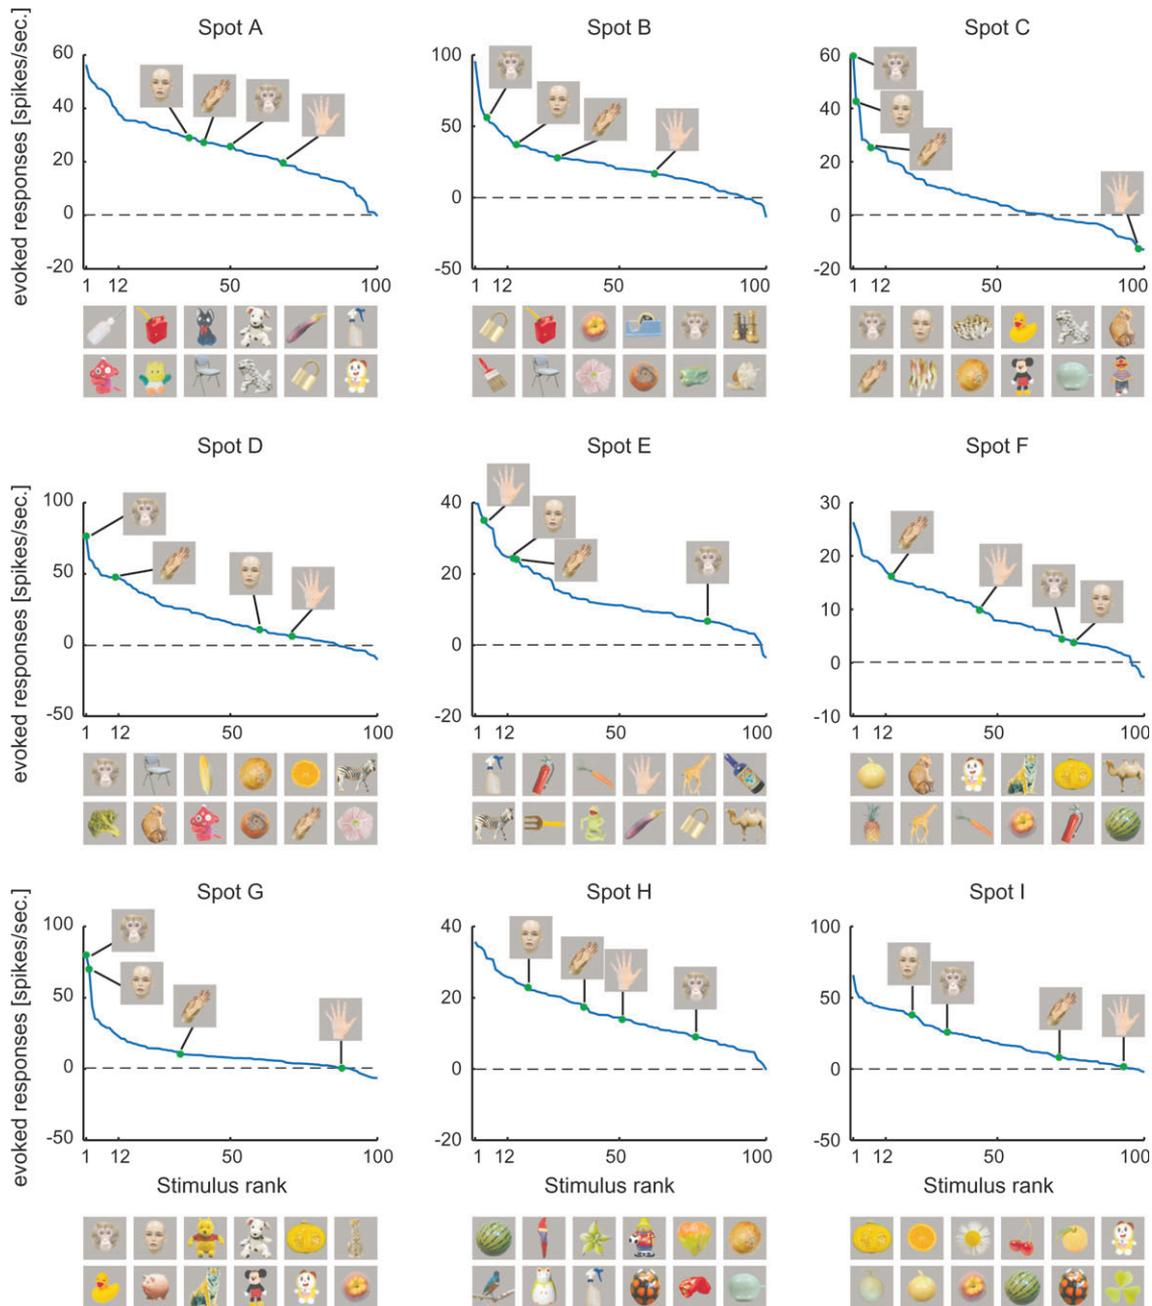 Spot A
Spot B
Spot C
evoked responses [spikes/sec.]
60
40
20
0
-20
1 12 50 100
100
50
0
-50
1 12 50 100
60
40
20
0
-20
1 12 50 100
Spot D
Spot E
Spot F
evoked responses [spikes/sec.]
100
50
0
-50
1 12 50 100
40
20
0
-20
1 12 50 100
30
20
10
0
-10
1 12 50 100
Spot G
Spot H
Spot I
evoked responses [spikes/sec.]
100
50
0
-50
1 12 50 100
Stimulus rank
40
20
0
-20
1 12 50 100
Stimulus rank
100
50
0
-50
1 12 50 100
Stimulus rank